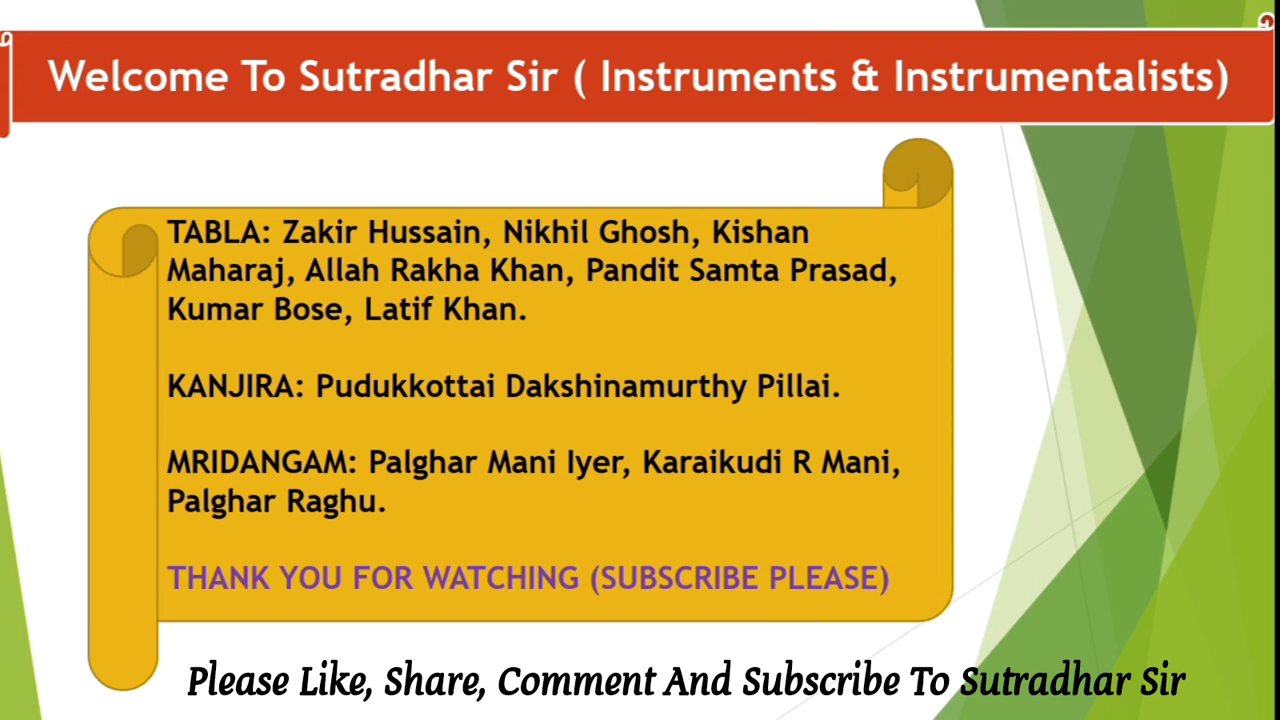 Welcome To Sutradhar Sir ( Instruments & Instrumentalists)
TABLA: Zakir Hussain, Nikhil Ghosh, Kishan
Maharaj, Allah Rakha Khan, Pandit Samta Prasad,
Kumar Bose, Latif Khan.
KANJIRA: Pudukkottai Dakshinamurthy Pillai.
MRIDANGAM: Palghar Mani Iyer, Karaikudi R Mani,
Palghar Raghu.
THANK YOU FOR WATCHING (SUBSCRIBE PLEASE)
Please Like, Share, Comment And Subscribe To Sutradhar Sir